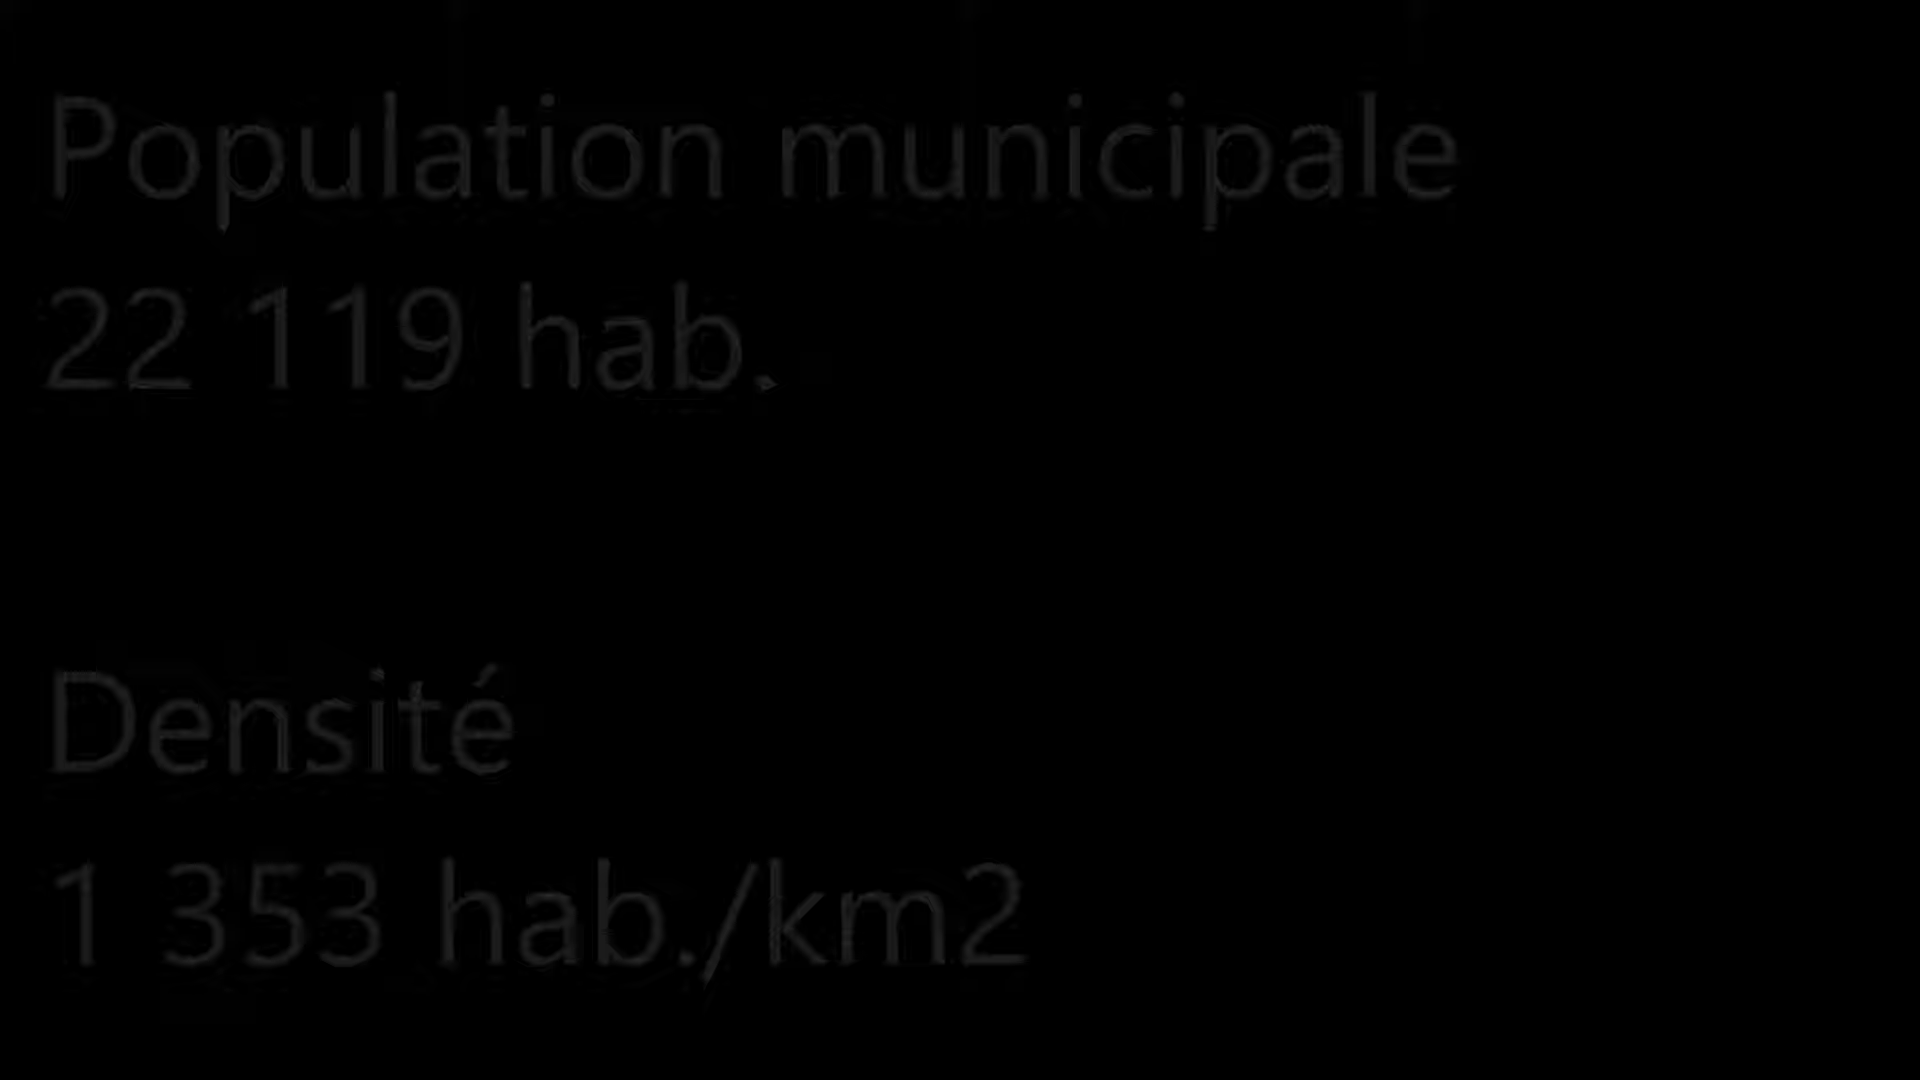 Population municipale
22 119 hab.
Densité
1 353 hab./km2